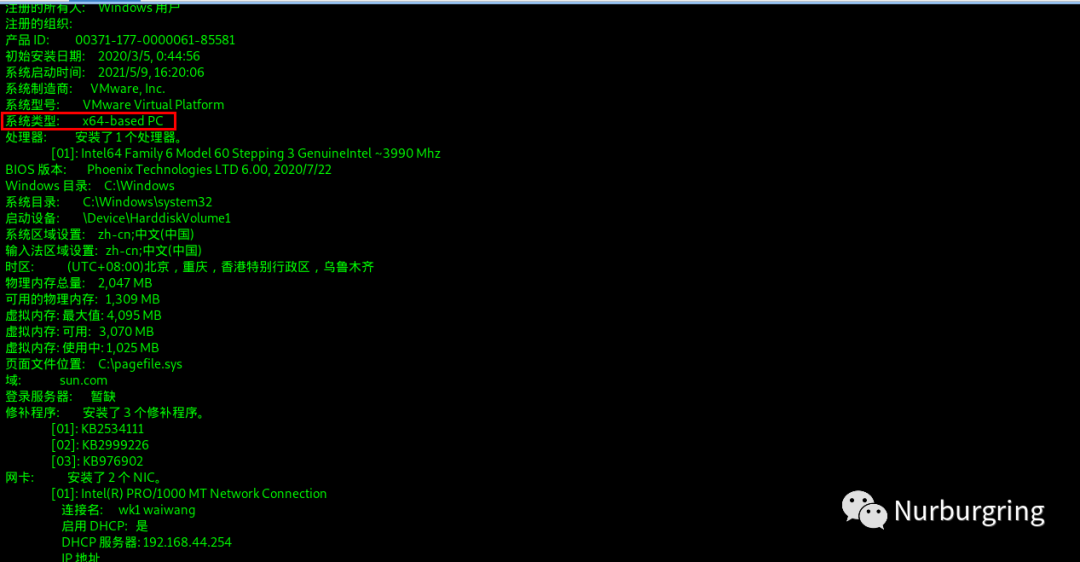 注册的所有人: Windows 用户
注册的组织:
产品 ID: 00371-177-0000061-85581
初始安装日期: 2020/3/5, 0:44:56
系统启动时间: 2021/5/9, 16:20:06
系统制造商: VMware, Inc.
系统型号: VMware Virtual Platform
系统类型: x64-based PC
处理器: 安装了 1 个处理器。
[01]: Intel64 Family 6 Model 60 Stepping 3 GenuineIntel ~3990 Mhz
BIOS 版本: Phoenix Technologies LTD 6.00, 2020/7/22
Windows 目录: C:\Windows
系统目录: C:\Windows\system32
启动设备: \Device\HarddiskVolume1
系统区域设置: zh-cn;中文(中国)
输入法区域设置: zh-cn;中文(中国)
时区: (UTC+08:00)北京，重庆，香港特别行政区，乌鲁木齐
物理内存总量: 2,047 MB
可用的物理内存: 1,309 MB
虚拟内存: 最大值: 4,095 MB
虚拟内存: 可用: 3,070 MB
虚拟内存: 使用中: 1,025 MB
页面文件位置: C:\pagefile.sys
域: sun.com
登录服务器: 暂缺
修补程序: 安装了 3 个修补程序。
[01]: KB2534111
[02]: KB2999226
[03]: KB976902
网卡: 安装了 2 个 NIC。
[01]: Intel(R) PRO/1000 MT Network Connection
连接名: wk1 waiwang
启用 DHCP: 是
DHCP 服务器: 192.168.44.254
IP 地址
Nurburgring